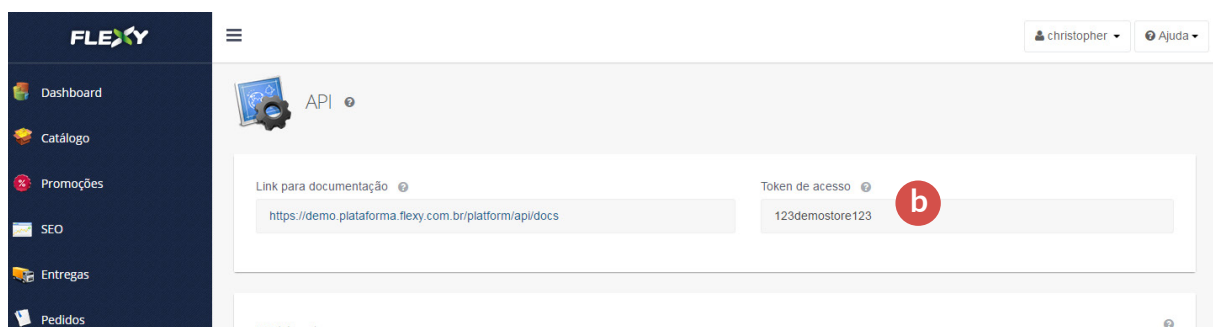 FLEXY
christopher
Ajuda
Dashboard
API
Catálogo
Promoções
Link para documentação
Token de acesso
b
https://demo.plataforma.flexy.com.br/platform/api/docs
123demostore123
SEO
Entregas
Pedidos